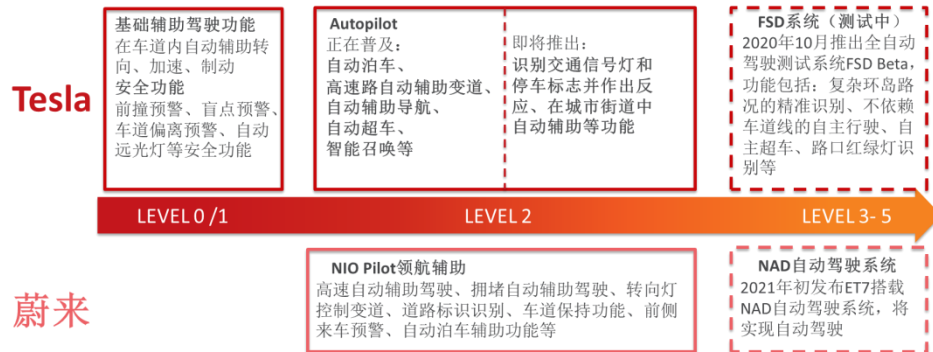 Tesla
基础辅助驾驶功能
在车道内自动辅助转
向、加速、制动
安全功能
前撞预警、盲点预警、
车道偏离预警、自动
远光灯等安全功能
Autopilot
正在普及：
自动泊车、
高速路自动辅助变道、
自动辅助导航、
自动超车、
智能召唤等
即将推出：
识别交通信号灯和
停车标志并作出反
应、在城市街道中
自动辅助等功能
FSD系统（测试中）
2020年10月推出全自动
驾驶测试系统FSD Beta，
功能包括：复杂环岛路
况的精准识别、不依赖
车道线的自主行驶、自
主超车、路口红绿灯识
别等
LEVEL 0 /1
LEVEL 2
LEVEL 3- 5
蔚来
NIO Pilot领航辅助
高速自动辅助驾驶、拥堵自动辅助驾驶、转向灯
控制变道、道路标识识别、车道保持功能、前侧
来车预警、自动泊车辅助功能等
NAD自动驾驶系统
2021年初发布ET7搭载
NAD自动驾驶系统，将
实现自动驾驶